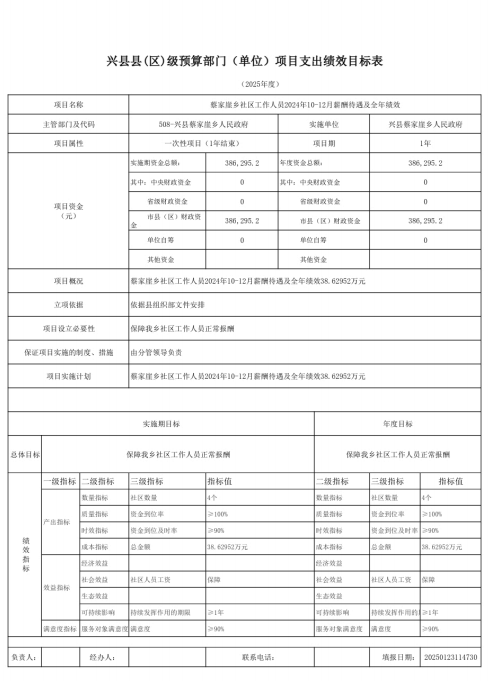 兴县县(区)级预算部门（单位）项目支出绩效目标表
（2025年度）
项目名称 蔡家崖乡社区工作人员2024年10-12月薪酬待遇及全年绩效
主管部门及代码 508-兴县蔡家崖乡人民政府 实施单位 兴县蔡家崖乡人民政府
项目属性 一次性项目（1年结束） 项目期 1年
项目资金
（元）
实施期资金总额: 386,295.2 年度资金总额: 386,295.2
其中: 中央财政资金 0 其中: 中央财政资金 0
省级财政资金 0 省级财政资金 0
市县（区）财政资金 386,295.2 市县（区）财政资金 386,295.2
单位自筹 0 单位自筹 0
其他资金 其他资金
项目概况 蔡家崖乡社区工作人员2024年10-12月薪酬待遇及全年绩效38.62952万元
立项依据 依据县组织部文件安排
项目设立必要性 保障我乡社区工作人员正常报酬
保证项目实施的制度、措施 由分管领导负责
项目实施计划 蔡家崖乡社区工作人员2024年10-12月薪酬待遇及全年绩效38.62952万元
实施期目标 年度目标
总体目标 保障我乡社区工作人员正常报酬 保障我乡社区工作人员正常报酬
绩效指标
一级指标 二级指标 三级指标 指标值 二级指标 三级指标 指标值
产出指标
数量指标 社区数量 4个 数量指标 社区数量 4个
质量指标 资金到位率 ≥100% 质量指标 资金到位率 ≥100%
时效指标 资金到位及时率 ≥90% 时效指标 资金到位及时率 ≥90%
成本指标 总金额 38.62952万元 成本指标 总金额 38.62952万元
效益指标
经济效益 经济效益
社会效益 社区人员工资 保障 社会效益 社区人员工资 保障
生态效益 生态效益
可持续影响 持续发挥作用的期限 ≥1年 可持续影响 持续发挥作用的 ≥1年
满意度指标 服务对象满意度 满意度 ≥90% 服务对象满意度 满意度 ≥90%
负责人: 经办人: 联系电话: 填报日期: 20250123114730